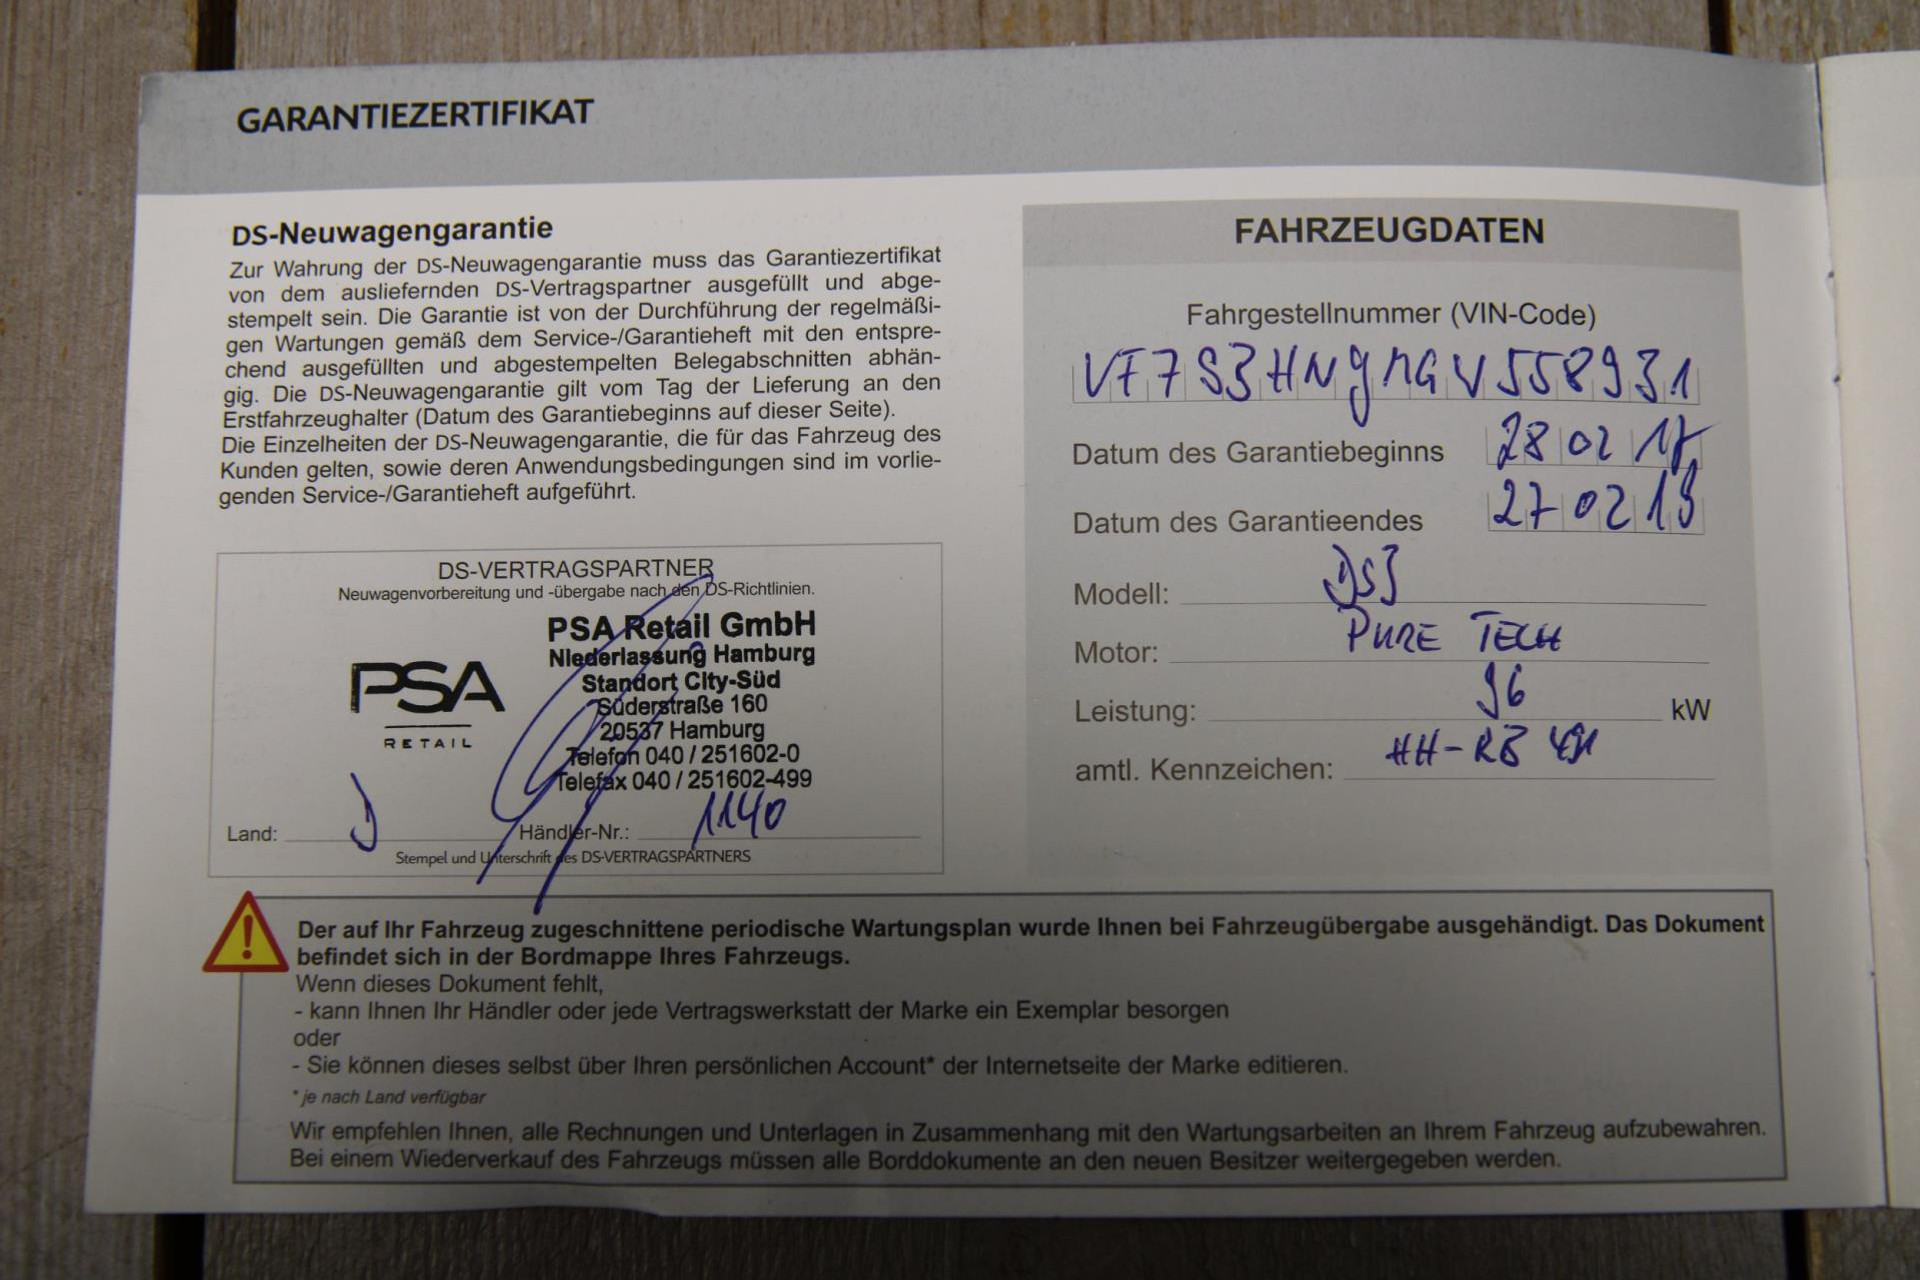 GARANTIEZERTIFIKAT
DS-Neuwagengarantie
Zur Wahrung der DS-Neuwagengarantie muss das Garantiezertifikat
von dem ausliefernden DS-Vertragspartner ausgefüllt und abge-
stempelt sein. Die Garantie ist von der Durchführung der regelmäßi-
gen Wartungen gemäß dem Service-/Garantieheft mit den entspre-
chend ausgefüllten und abgestempelten Belegabschnitten abhän-
gig. Die DS-Neuwagengarantie gilt vom Tag der Lieferung an den
Erstfahrzeughalter (Datum des Garantiebeginns auf dieser Seite).
Die Einzelheiten der DS-Neuwagengarantie, die für das Fahrzeug des
Kunden gelten, sowie deren Anwendungsbedingungen sind im vorlie-
genden Service-/Garantieheft aufgeführt.
DS-VERTRAGSPARTNER
Neuwagenvorbereitung und -übergabe nach den DS-Richtlinien.
PSA
RETAIL
PSA Retail GmbH
Niederlassung Hamburg
Standort City-Süd
Süderstraße 160
20537 Hamburg
Telefon 040 / 251602-0
Telefax 040 / 251602-499
Land: D Händler-Nr.: 1140
Stempel und Unterschrift des DS-VERTRAGSPARTNERS
FAHRZEUGDATEN
Fahrgestellnummer (VIN-Code)
VF7S3HN9MGV558931
Datum des Garantiebeginns 28 02 17
Datum des Garantieendes 27 02 19
Modell: DS3
Motor: PURE TECH
Leistung: 96 kW
amtl. Kennzeichen: HH-RB
Der auf Ihr Fahrzeug zugeschnittene periodische Wartungsplan wurde Ihnen bei Fahrzeugübergabe ausgehändigt. Das Dokument
befindet sich in der Bordmappe Ihres Fahrzeugs.
Wenn dieses Dokument fehlt,
- kann Ihnen Ihr Händler oder jede Vertragswerkstatt der Marke ein Exemplar besorgen
oder
- Sie können dieses selbst über Ihren persönlichen Account* der Internetseite der Marke editieren.
* je nach Land verfügbar
Wir empfehlen Ihnen, alle Rechnungen und Unterlagen in Zusammenhang mit den Wartungsarbeiten an Ihrem Fahrzeug aufzubewahren.
Bei einem Wiederverkauf des Fahrzeugs müssen alle Borddokumente an den neuen Besitzer weitergegeben werden.